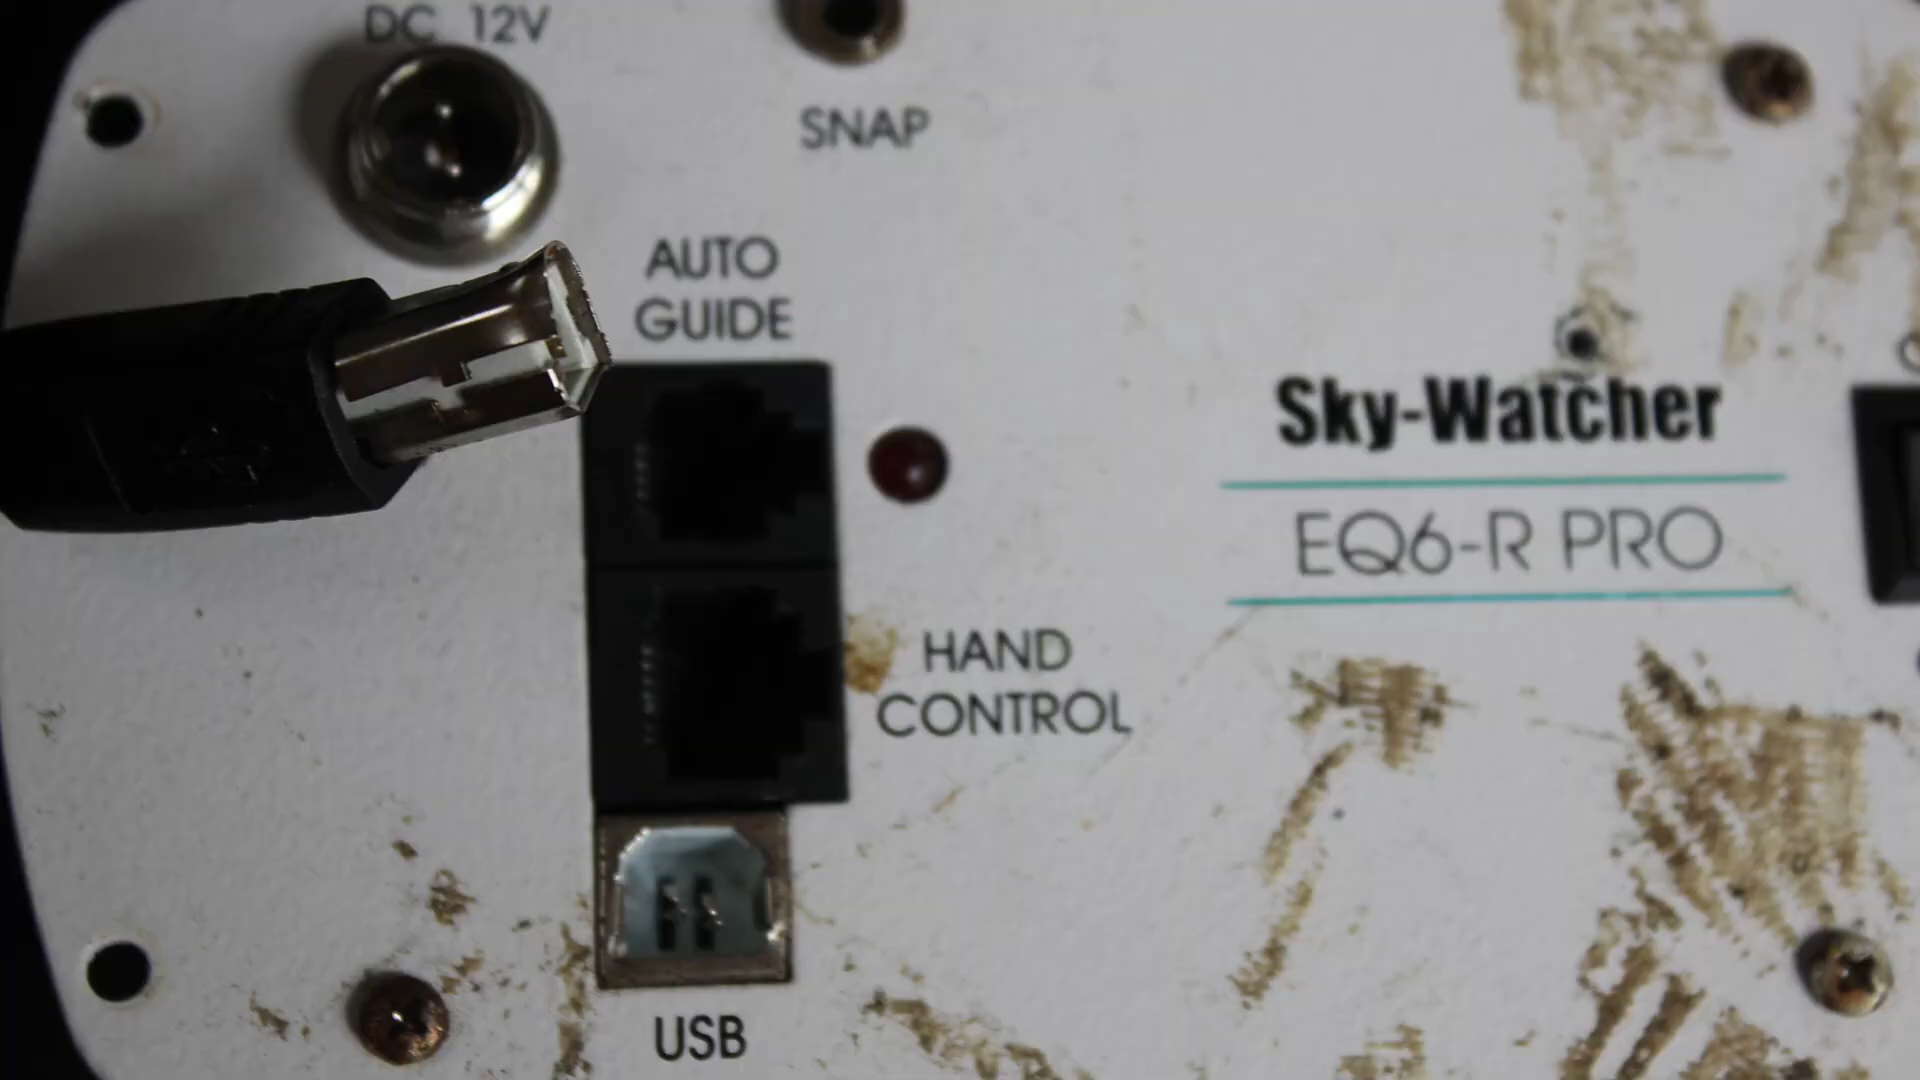 DC 12V
SNAP
AUTO
GUIDE
Sky-Watcher
EQ6-R PRO
HAND
CONTROL
USB